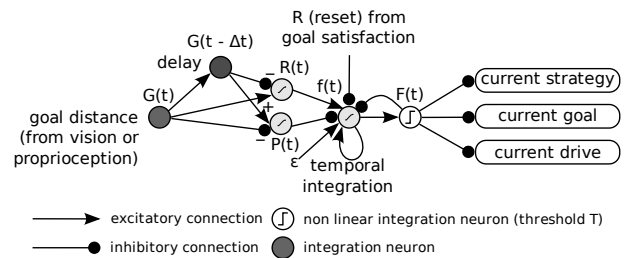 R (reset) from
goal satisfaction
G(t - Δt)
delay
− R(t)
f(t)
F(t)
current strategy
G(t)
+
current goal
goal distance
(from vision or
proprioception)
− P(t)
ε
current drive
temporal
integration
excitatory connection
non linear integration neuron (threshold T)
inhibitory connection
integration neuron